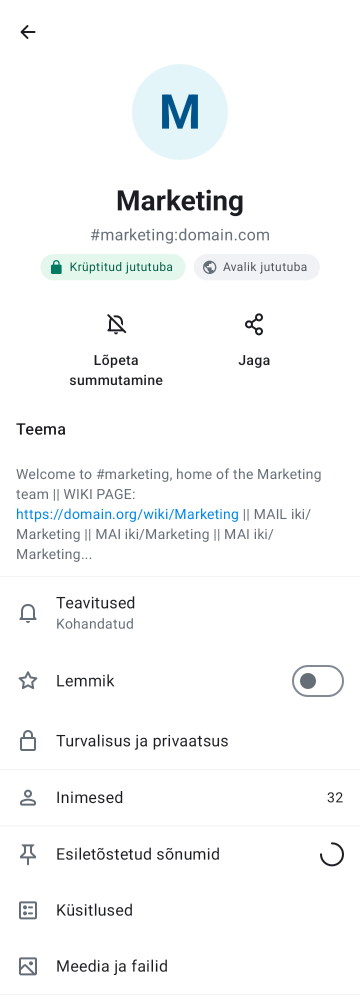 M
Marketing
#marketing:domain.com
Krüptitud jututuba
Avalik jututuba
Lõpeta
summutamine
Jaga
Teema
Welcome to #marketing, home of the Marketing
team || WIKI PAGE:
https://domain.org/wiki/Marketing || MAIL iki/
Marketing || MAI iki/Marketing || MAI iki/
Marketing...
Teavitused
Kohandatud
Lemmik
Turvalisus ja privaatsus
Inimesed 32
Esiletõstetud sõnumid
Küsitlused
Meedia ja failid